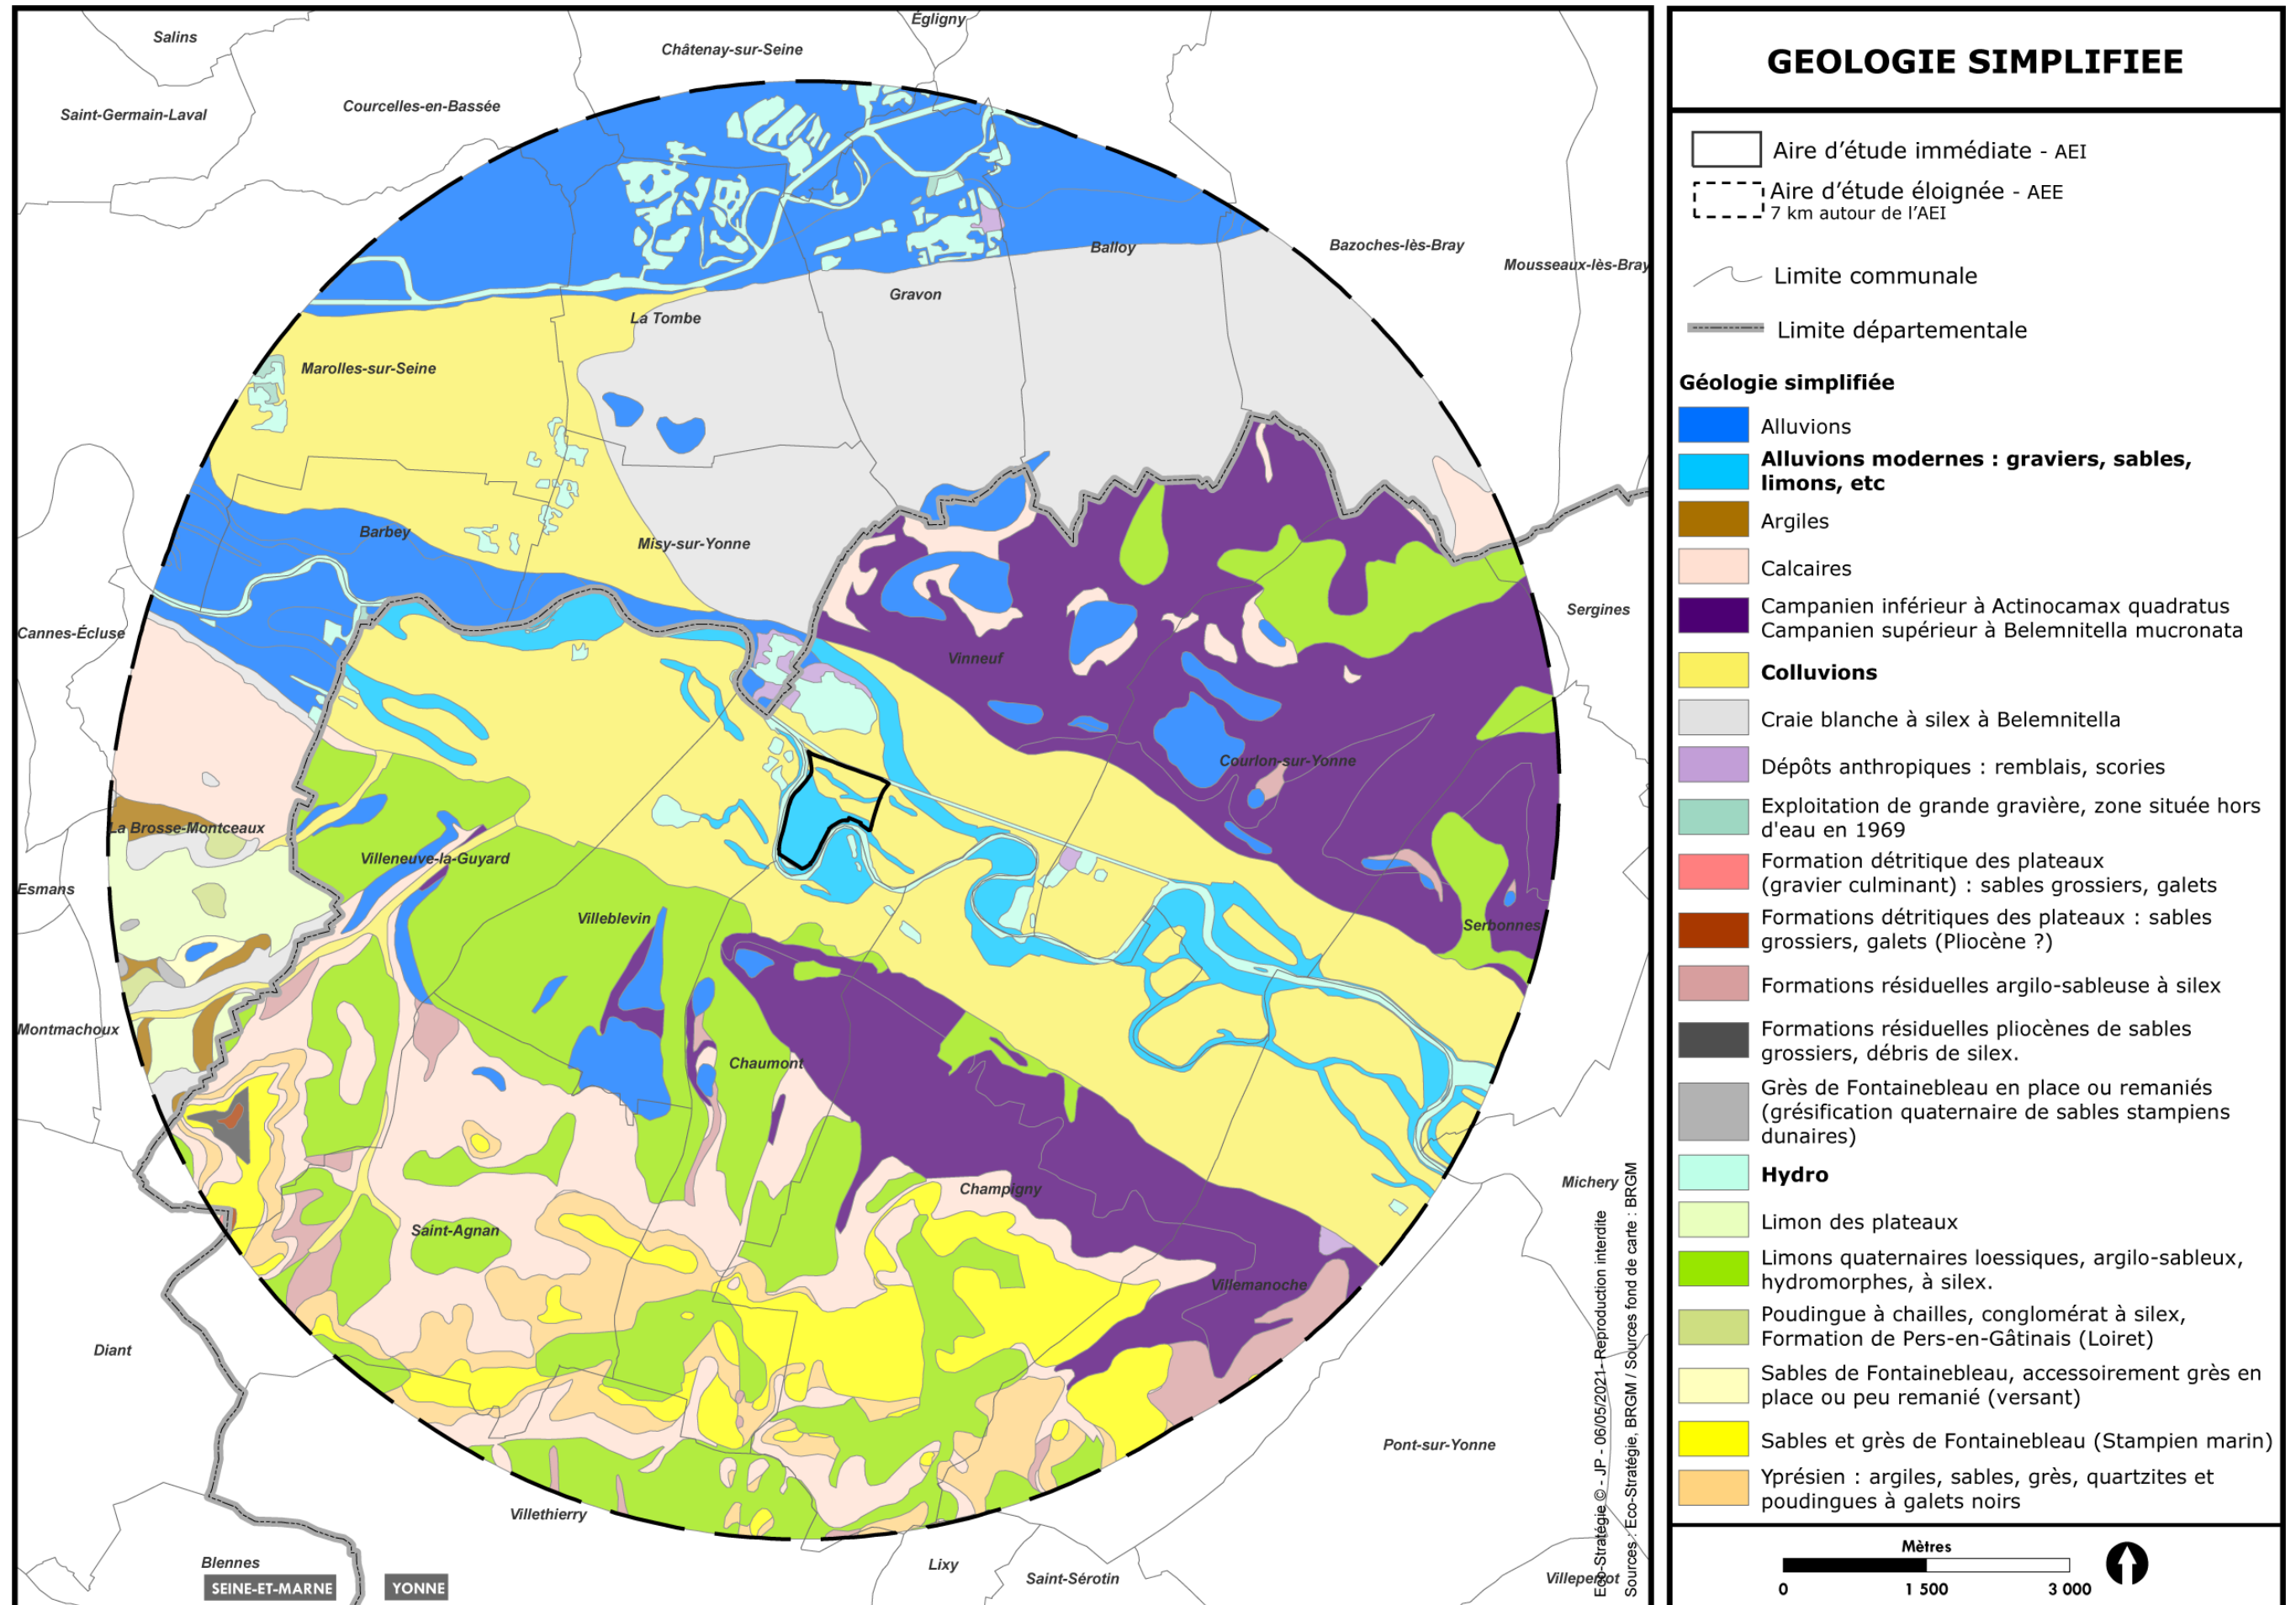 Égligny
Salins
Châtenay-sur-Seine
Courcelles-en-Bassée
Saint-Germain-Laval
Balloy
Bazoches-lès-Bray
Mousseaux-lès-Bray
Gravon
La Tombe
Marolles-sur-Seine
Barbey
Misy-sur-Yonne
Cannes-Écluse
Sergines
Vinneuf
Courlon-sur-Yonne
La Brosse-Montceaux
Villeneuve-la-Guyard
Esmans
Villeblevin
Serbonnes
Montmachoux
Chaumont
Champigny
Michery
Saint-Agnan
Villemanoche
Diant
Pont-sur-Yonne
Villethierry
Blennes
Lixy
Saint-Sérotin
Villeperrot
SEINE-ET-MARNE
YONNE
Eco-Stratégie © - JP - 06/05/2021- Reproduction interdite
Sources : Eco-Stratégie, BRGM / Sources fond de carte : BRGM
GEOLOGIE SIMPLIFIEE
Aire d'étude immédiate - AEI
Aire d'étude éloignée - AEE
7 km autour de l'AEI
Limite communale
Limite départementale
Géologie simplifiée
Alluvions
Alluvions modernes : graviers, sables,
limons, etc
Argiles
Calcaires
Campanien inférieur à Actinocamax quadratus
Campanien supérieur à Belemnitella mucronata
Colluvions
Craie blanche à silex à Belemnitella
Dépôts anthropiques : remblais, scories
Exploitation de grande gravière, zone située hors
d'eau en 1969
Formation détritique des plateaux
(gravier culminant) : sables grossiers, galets
Formations détritiques des plateaux : sables
grossiers, galets (Pliocène ?)
Formations résiduelles argilo-sableuse à silex
Formations résiduelles pliocènes de sables
grossiers, débris de silex.
Grès de Fontainebleau en place ou remaniés
(grésification quaternaire de sables stampiens
dunaires)
Hydro
Limon des plateaux
Limons quaternaires loessiques, argilo-sableux,
hydromorphes, à silex.
Poudingue à chailles, conglomérat à silex,
Formation de Pers-en-Gâtinais (Loiret)
Sables de Fontainebleau, accessoirement grès en
place ou peu remanié (versant)
Sables et grès de Fontainebleau (Stampien marin)
Yprésien : argiles, sables, grès, quartzites et
poudingues à galets noirs
Mètres
0 1 500 3 000